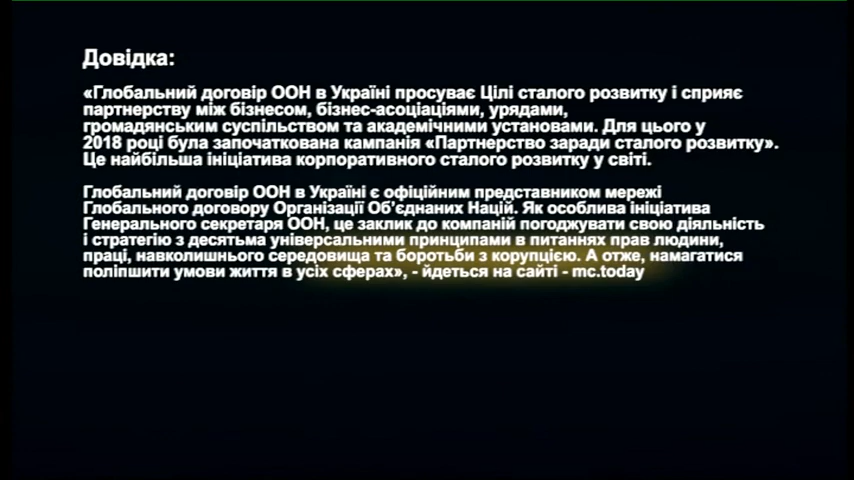 Довідка:
«Глобальний договір ООН в Україні просуває Цілі сталого розвитку і сприяє
партнерству між бізнесом, бізнес-асоціаціями, урядами,
громадянським суспільством та академічними установами. Для цього у
2018 році була започаткована кампанія «Партнерство заради сталого розвитку».
Це найбільша ініціатива корпоративного сталого розвитку у світі.
Глобальний договір ООН в Україні є офіційним представником мережі
Глобального договору Організації Об'єднаних Націй. Як особлива ініціатива
Генерального секретаря ООН, це заклик до компаній погоджувати свою діяльність
і стратегію з десятьма універсальними принципами в питаннях прав людини,
праці, навколишнього середовища та боротьби з корупцією. А отже, намагатися
поліпшити умови життя в усіх сферах», - йдеться на сайті - mc.today